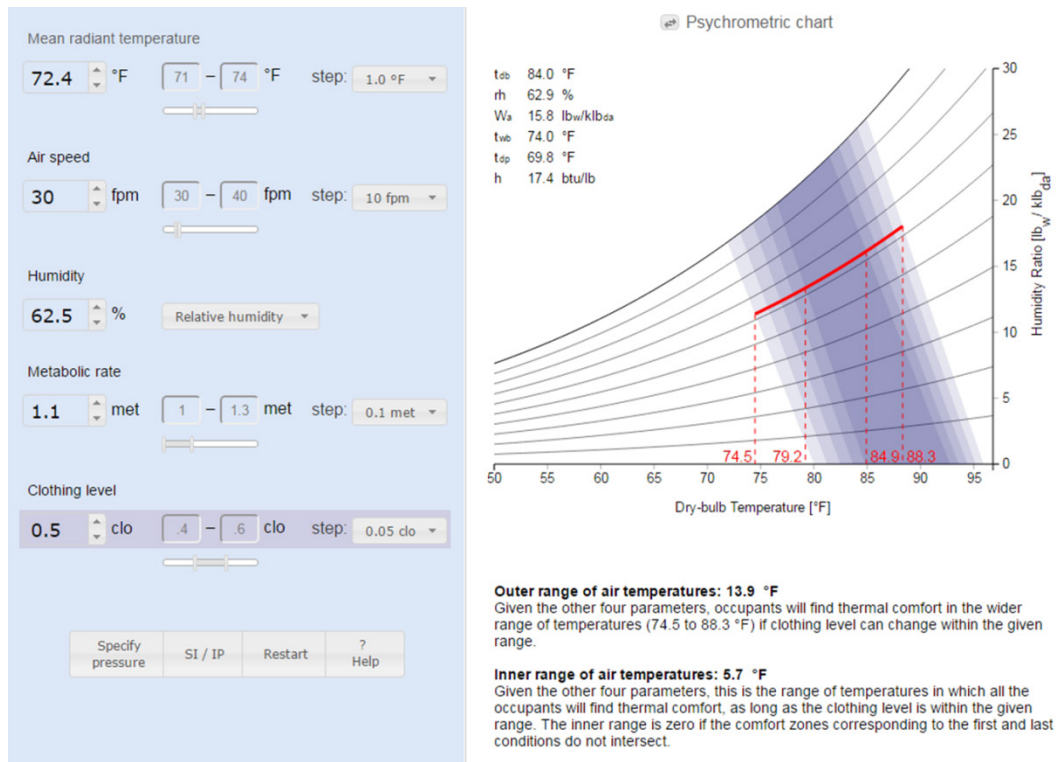 Mean radiant temperature
72.4 °F 71 – 74 °F step: 1.0 ºF
Air speed
30 fpm 30 – 40 fpm step: 10 fpm
Humidity
62.5 % Relative humidity
Metabolic rate
1.1 met 1 – 1.3 met step: 0.1 met
Clothing level
0.5 clo .4 – .6 clo step: 0.05 clo
Specify
pressure
SI / IP
Restart
?
Help
Psychrometric chart
tdb 84.0 °F
rh 62.9 %
Wa 15.8 lbw/klbda
twb 74.0 °F
tdp 69.8 °F
h 17.4 btu/lb
30
25
20
15
10
5
0
Humidity Ratio [lbw/ klbda]
74.5 79.2 84.9 88.3
50 55 60 65 70 75 80 85 90 95
Dry-bulb Temperature [°F]
Outer range of air temperatures: 13.9 °F
Given the other four parameters, occupants will find thermal comfort in the wider
range of temperatures (74.5 to 88.3 °F) if clothing level can change within the given
range.
Inner range of air temperatures: 5.7 °F
Given the other four parameters, this is the range of temperatures in which all the
occupants will find thermal comfort, as long as the clothing level is within the given
range. The inner range is zero if the comfort zones corresponding to the first and last
conditions do not intersect.